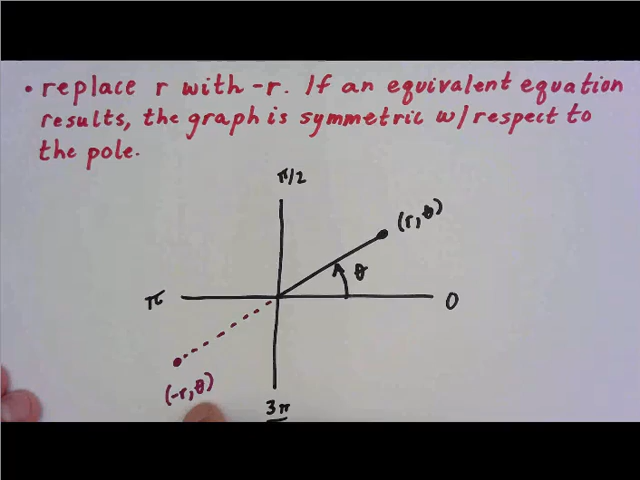 • replace r with -r. If an equivalent equation
results, the graph is symmetric w/respect to
the pole.
π/2
(r, θ)
θ
π
0
(-r, θ)
3π